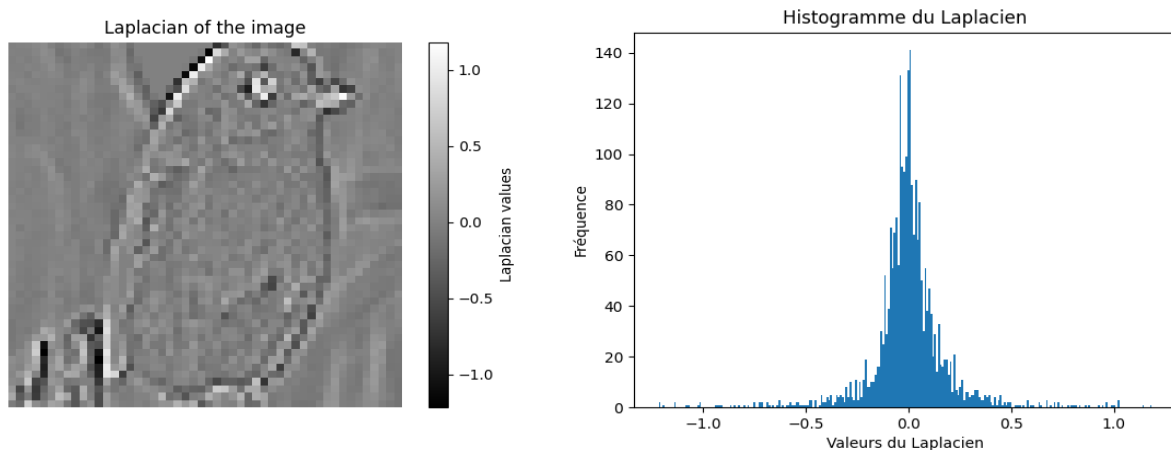 Laplacian of the image
1.0
0.5
0.0
−0.5
−1.0
Laplacian values
Histogramme du Laplacien
140
120
100
80
60
40
20
0
Fréquence
−1.0 −0.5 0.0 0.5 1.0
Valeurs du Laplacien